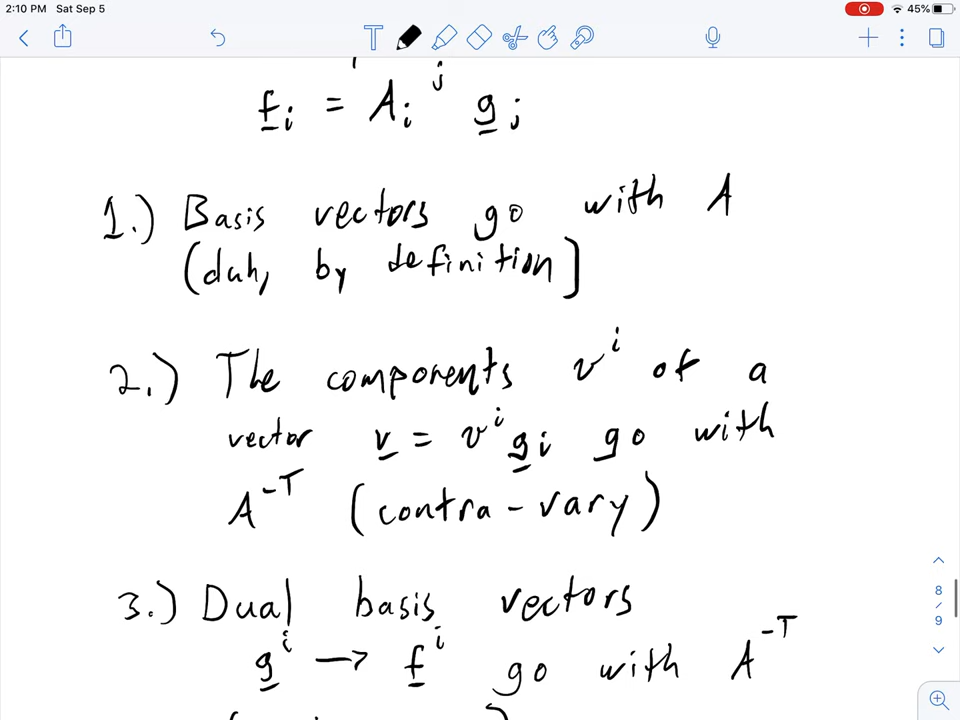 2:10 PM Sat Sep 5
45%
f_i = A_i^j g_j
1.) Basis vectors go with A
(duh, by definition)
2.) The components v^i of a
vector v = v^i g_i go with
A^-T (contra-vary)
3.) Dual basis vectors
g^i → f^i go with A^-T
8
/
9